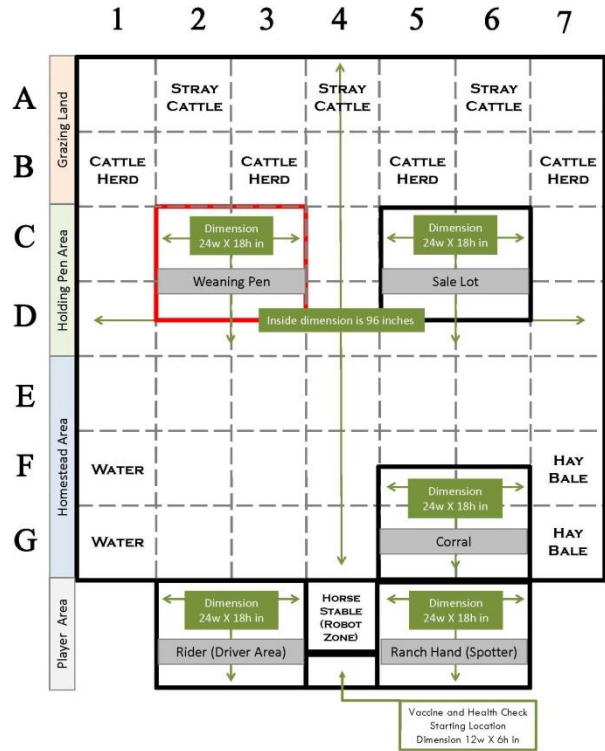 1 2 3 4 5 6 7
A
Grazing Land
STRAY CATTLE
STRAY CATTLE
STRAY CATTLE
B
CATTLE HERD
CATTLE HERD
CATTLE HERD
CATTLE HERD
C
Holding Pen Area
Dimension
24w X 18h in
Weaning Pen
Dimension
24w X 18h in
Sale Lot
D
Inside dimension is 96 inches
E
Homestead Area
F
WATER
Dimension
24w X 18h in
HAY BALE
G
WATER
Corral
HAY BALE
Player Area
Dimension
24w X 18h in
Rider (Driver Area)
HORSE
STABLE
(ROBOT
ZONE)
Dimension
24w X 18h in
Ranch Hand (Spotter)
Vaccine and Health Check
Starting Location
Dimension 12w X 6h in